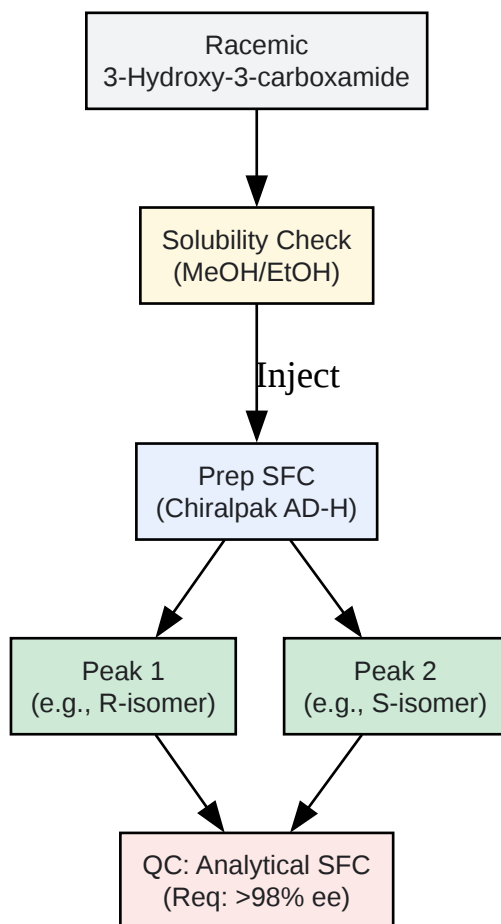 Racemic
3-Hydroxy-3-carboxamide
Solubility Check
(MeOH/EtOH)
Inject
Prep SFC
(Chiralpak AD-H)
Peak 1
(e.g., R-isomer)
Peak 2
(e.g., S-isomer)
QC: Analytical SFC
(Req: >98% ee)